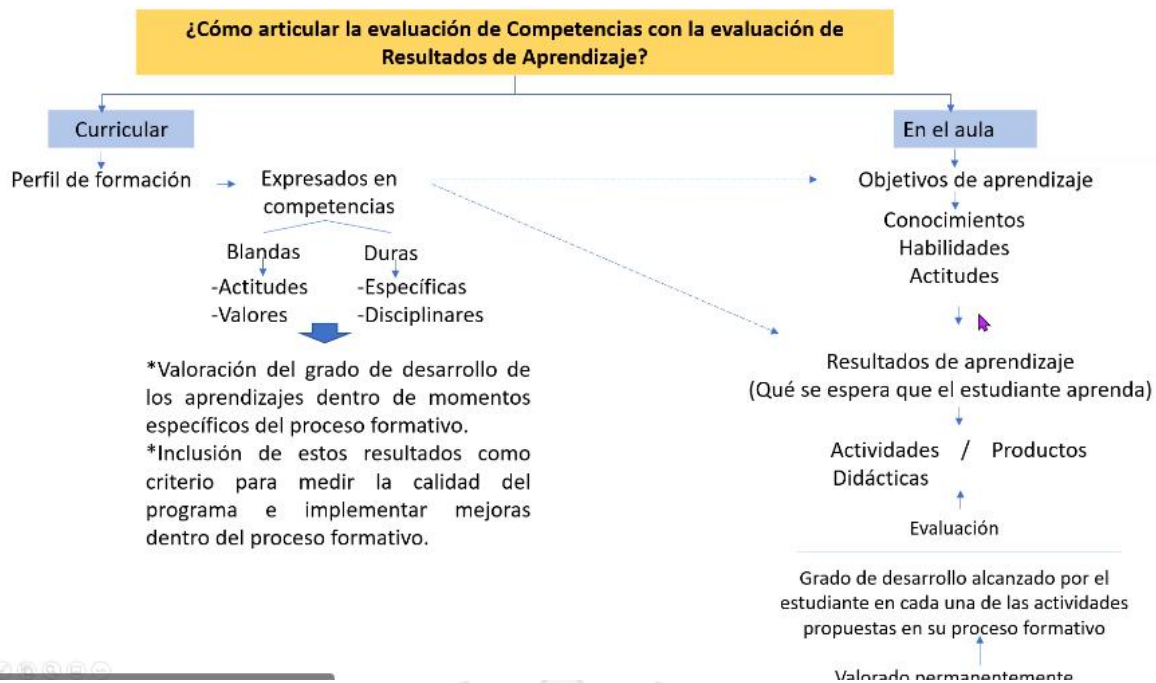 ¿Cómo articular la evaluación de Competencias con la evaluación de
Resultados de Aprendizaje?
Curricular
Perfil de formación
Expresados en
competencias
Blandas
-Actitudes
-Valores
Duras
-Específicas
-Disciplinares
*Valoración del grado de desarrollo de
los aprendizajes dentro de momentos
específicos del proceso formativo.
*Inclusión de estos resultados como
criterio para medir la calidad del
programa e implementar mejoras
dentro del proceso formativo.
En el aula
Objetivos de aprendizaje
Conocimientos
Habilidades
Actitudes
Resultados de aprendizaje
(Qué se espera que el estudiante aprenda)
Actividades / Productos
Didácticas
Evaluación
Grado de desarrollo alcanzado por el
estudiante en cada una de las actividades
propuestas en su proceso formativo
Valorado permanentemente